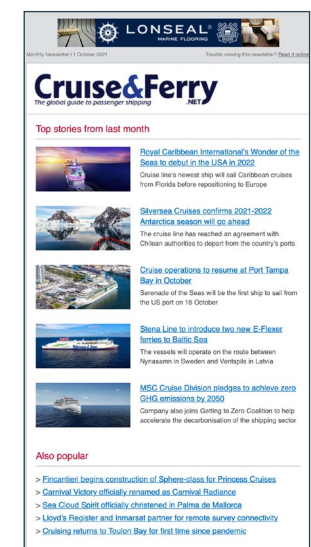 LONSEAL®
MARINE FLOORING
Monthly Newsletter | 1 October 2021
Trouble viewing this newsletter? Read it online
Cruise&Ferry
.NET
The global guide to passenger shipping
Top stories from last month
Royal Caribbean International's Wonder of the
Seas to debut in the USA in 2022
Cruise line's newest ship will sail Caribbean cruises
from Florida before repositioning to Europe
Silversea Cruises confirms 2021-2022
Antarctica season will go ahead
The cruise line has reached an agreement with
Chilean authorities to depart from the country's ports
Cruise operations to resume at Port Tampa
Bay in October
Serenade of the Seas will be the first ship to sail from
the US port on 16 October
Stena Line to introduce two new E-Flexer
ferries to Baltic Sea
The vessels will operate on the route between
Nynasamn in Sweden and Ventspils in Latvia
MSC Cruise Division pledges to achieve zero
GHG emissions by 2050
Company also joins Getting to Zero Coalition to help
accelerate the decarbonisation of the shipping sector
Also popular
> Fincantieri begins construction of Sphere-class for Princess Cruises
> Carnival Victory officially renamed as Carnival Radiance
> Sea Cloud Spirit officially christened in Palma de Mallorca
> Lloyd's Register and Inmarsat partner for remote survey connectivity
> Cruising returns to Toulon Bay for first time since pandemic